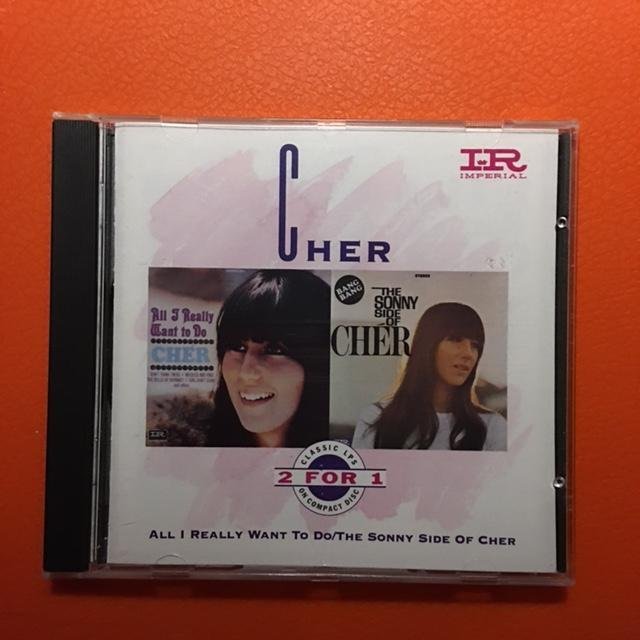 IR
IMPERIAL
CHER
All I Really
Want to Do
CHER
IR
STEREO
BANG
BANG
THE
SONNY
SIDE
OF
CHER
CLASSIC LPS
2 FOR 1
ON COMPACT DISC
ALL I REALLY WANT TO DO/THE SONNY SIDE OF CHER